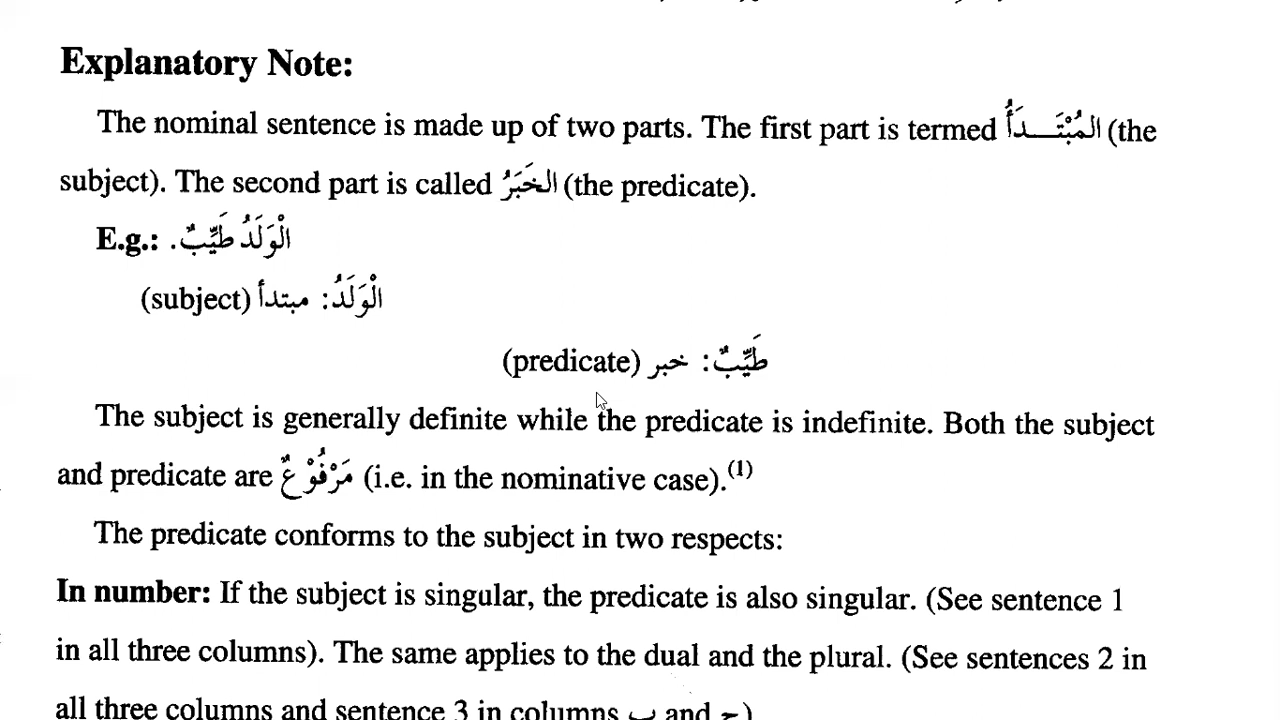 Explanatory Note:
The nominal sentence is made up of two parts. The first part is termed المُبْتَـــدَأُ (the
subject). The second part is called الخَبَرُ (the predicate).
E.g.: الْوَلَدُ طَيِّبٌ.
الْوَلَدُ: مبتدأ (subject)
طَيِّبٌ: خبر (predicate)
The subject is generally definite while the predicate is indefinite. Both the subject
and predicate are مَرْفُوْعٌ (i.e. in the nominative case).(1)
The predicate conforms to the subject in two respects:
In number: If the subject is singular, the predicate is also singular. (See sentence 1
in all three columns). The same applies to the dual and the plural. (See sentences 2 in
all three columns and sentence 3 in columns ب and ج)